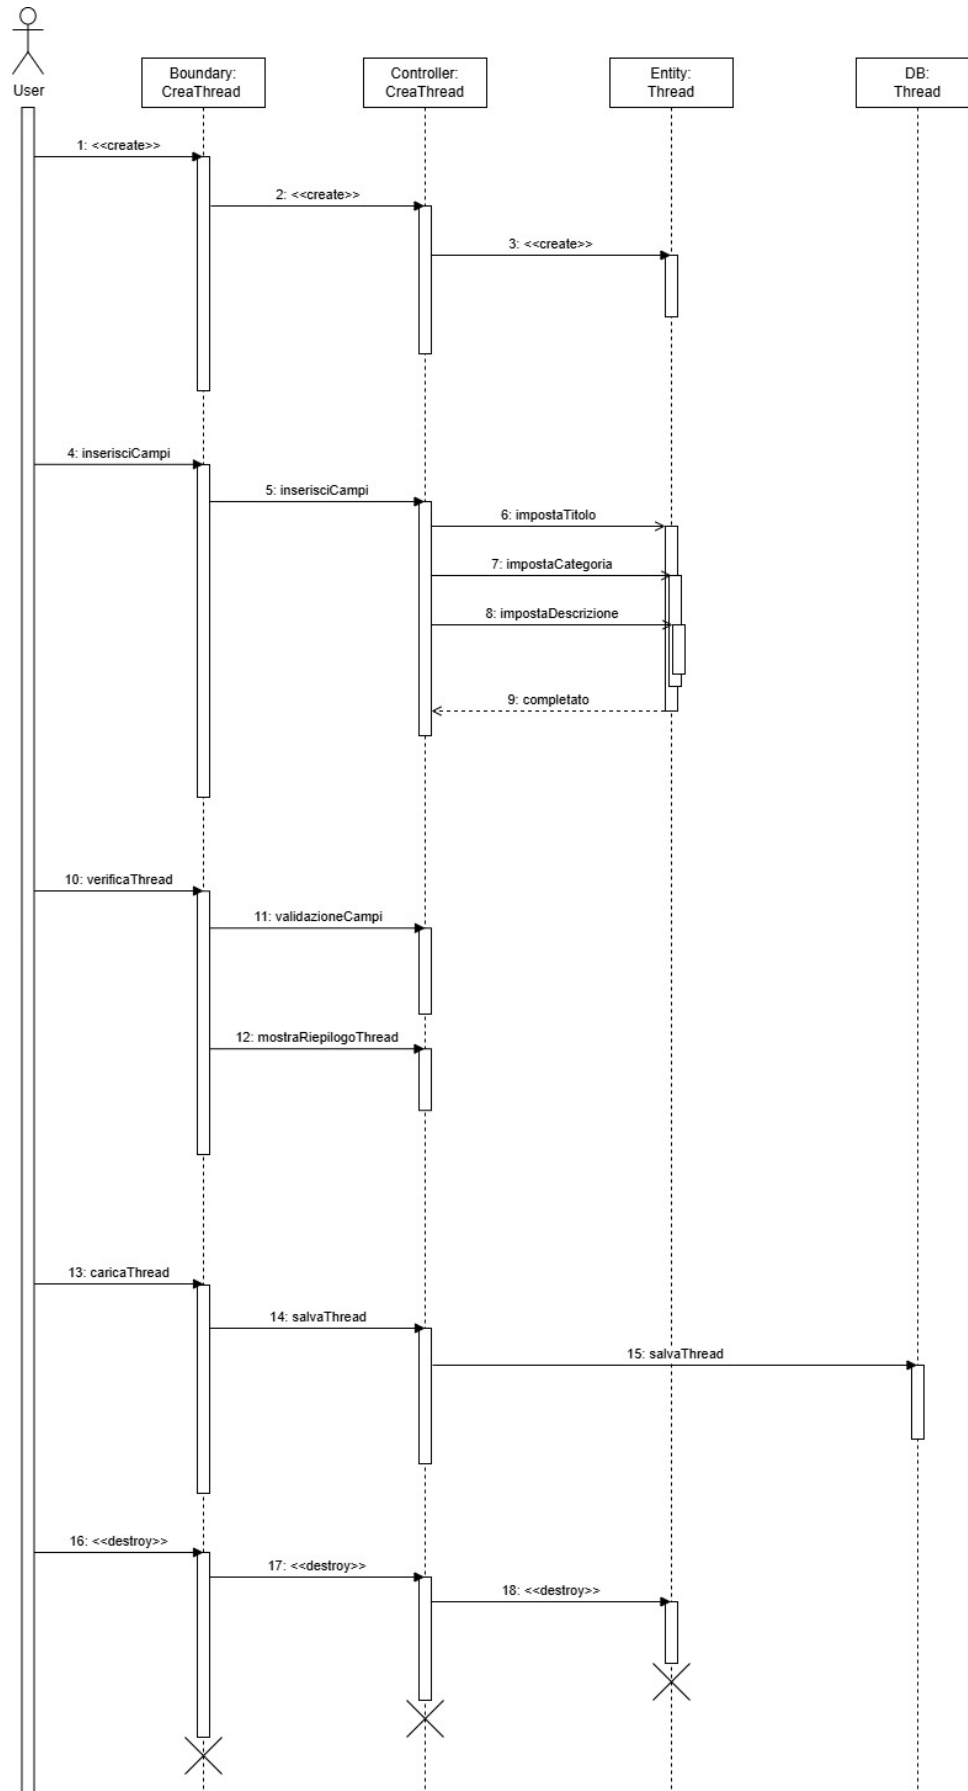 User
Boundary:
CreaThread
Controller:
CreaThread
Entity:
Thread
DB:
Thread
1: <<create>>
2: <<create>>
3: <<create>>
4: inserisciCampi
5: inserisciCampi
6: impostaTitolo
7: impostaCategoria
8: impostaDescrizione
9: completato
10: verificaThread
11: validazioneCampi
12: mostraRiepilogoThread
13: caricaThread
14: salvaThread
15: salvaThread
16: <<destroy>>
17: <<destroy>>
18: <<destroy>>